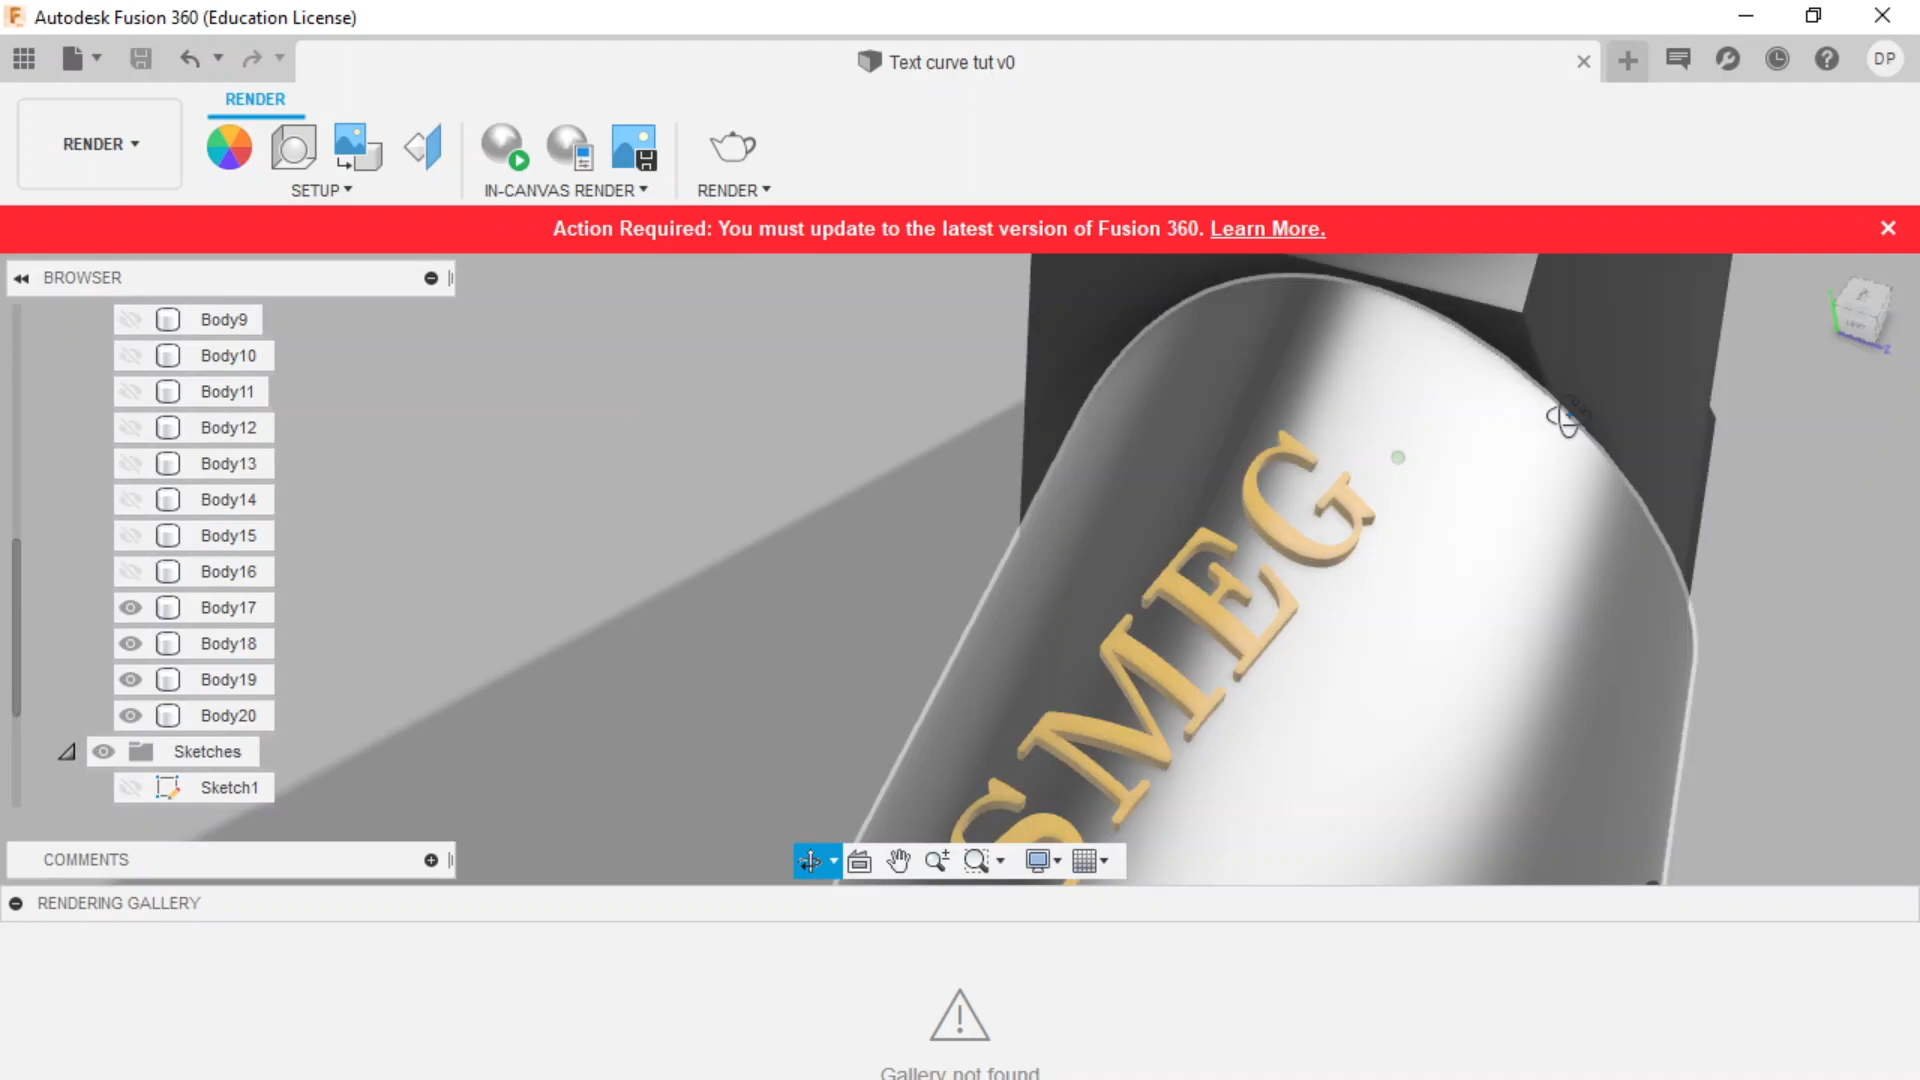 Autodesk Fusion 360 (Education License)
Text curve tut v0
DP
RENDER
RENDER
SETUP
IN-CANVAS RENDER
RENDER
Action Required: You must update to the latest version of Fusion 360. Learn More.
BROWSER
Body9
Body10
Body11
Body12
Body13
Body14
Body15
Body16
Body17
Body18
Body19
Body20
Sketches
Sketch1
SMEG
COMMENTS
RENDERING GALLERY
Gallery not found